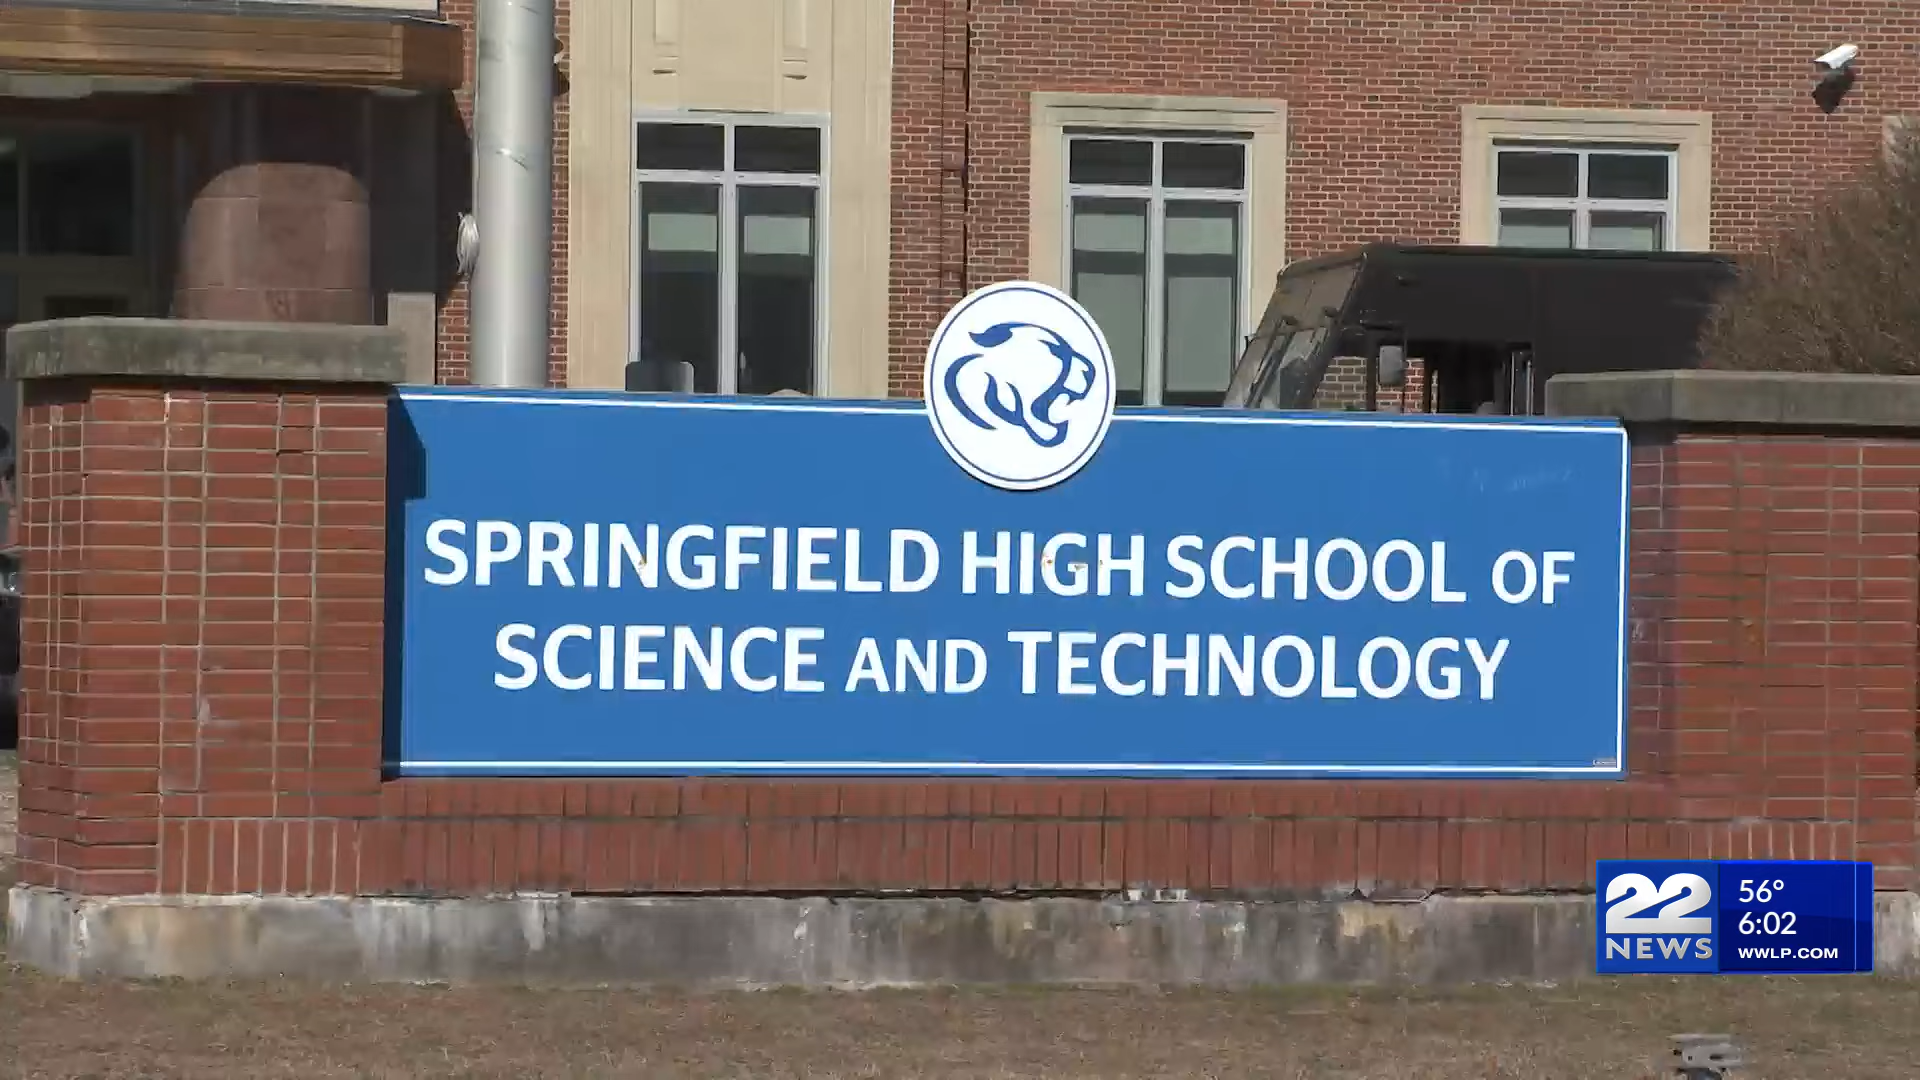 SPRINGFIELD HIGH SCHOOL OF
SCIENCE AND TECHNOLOGY
22
NEWS
56°
6:02
WWLP.COM